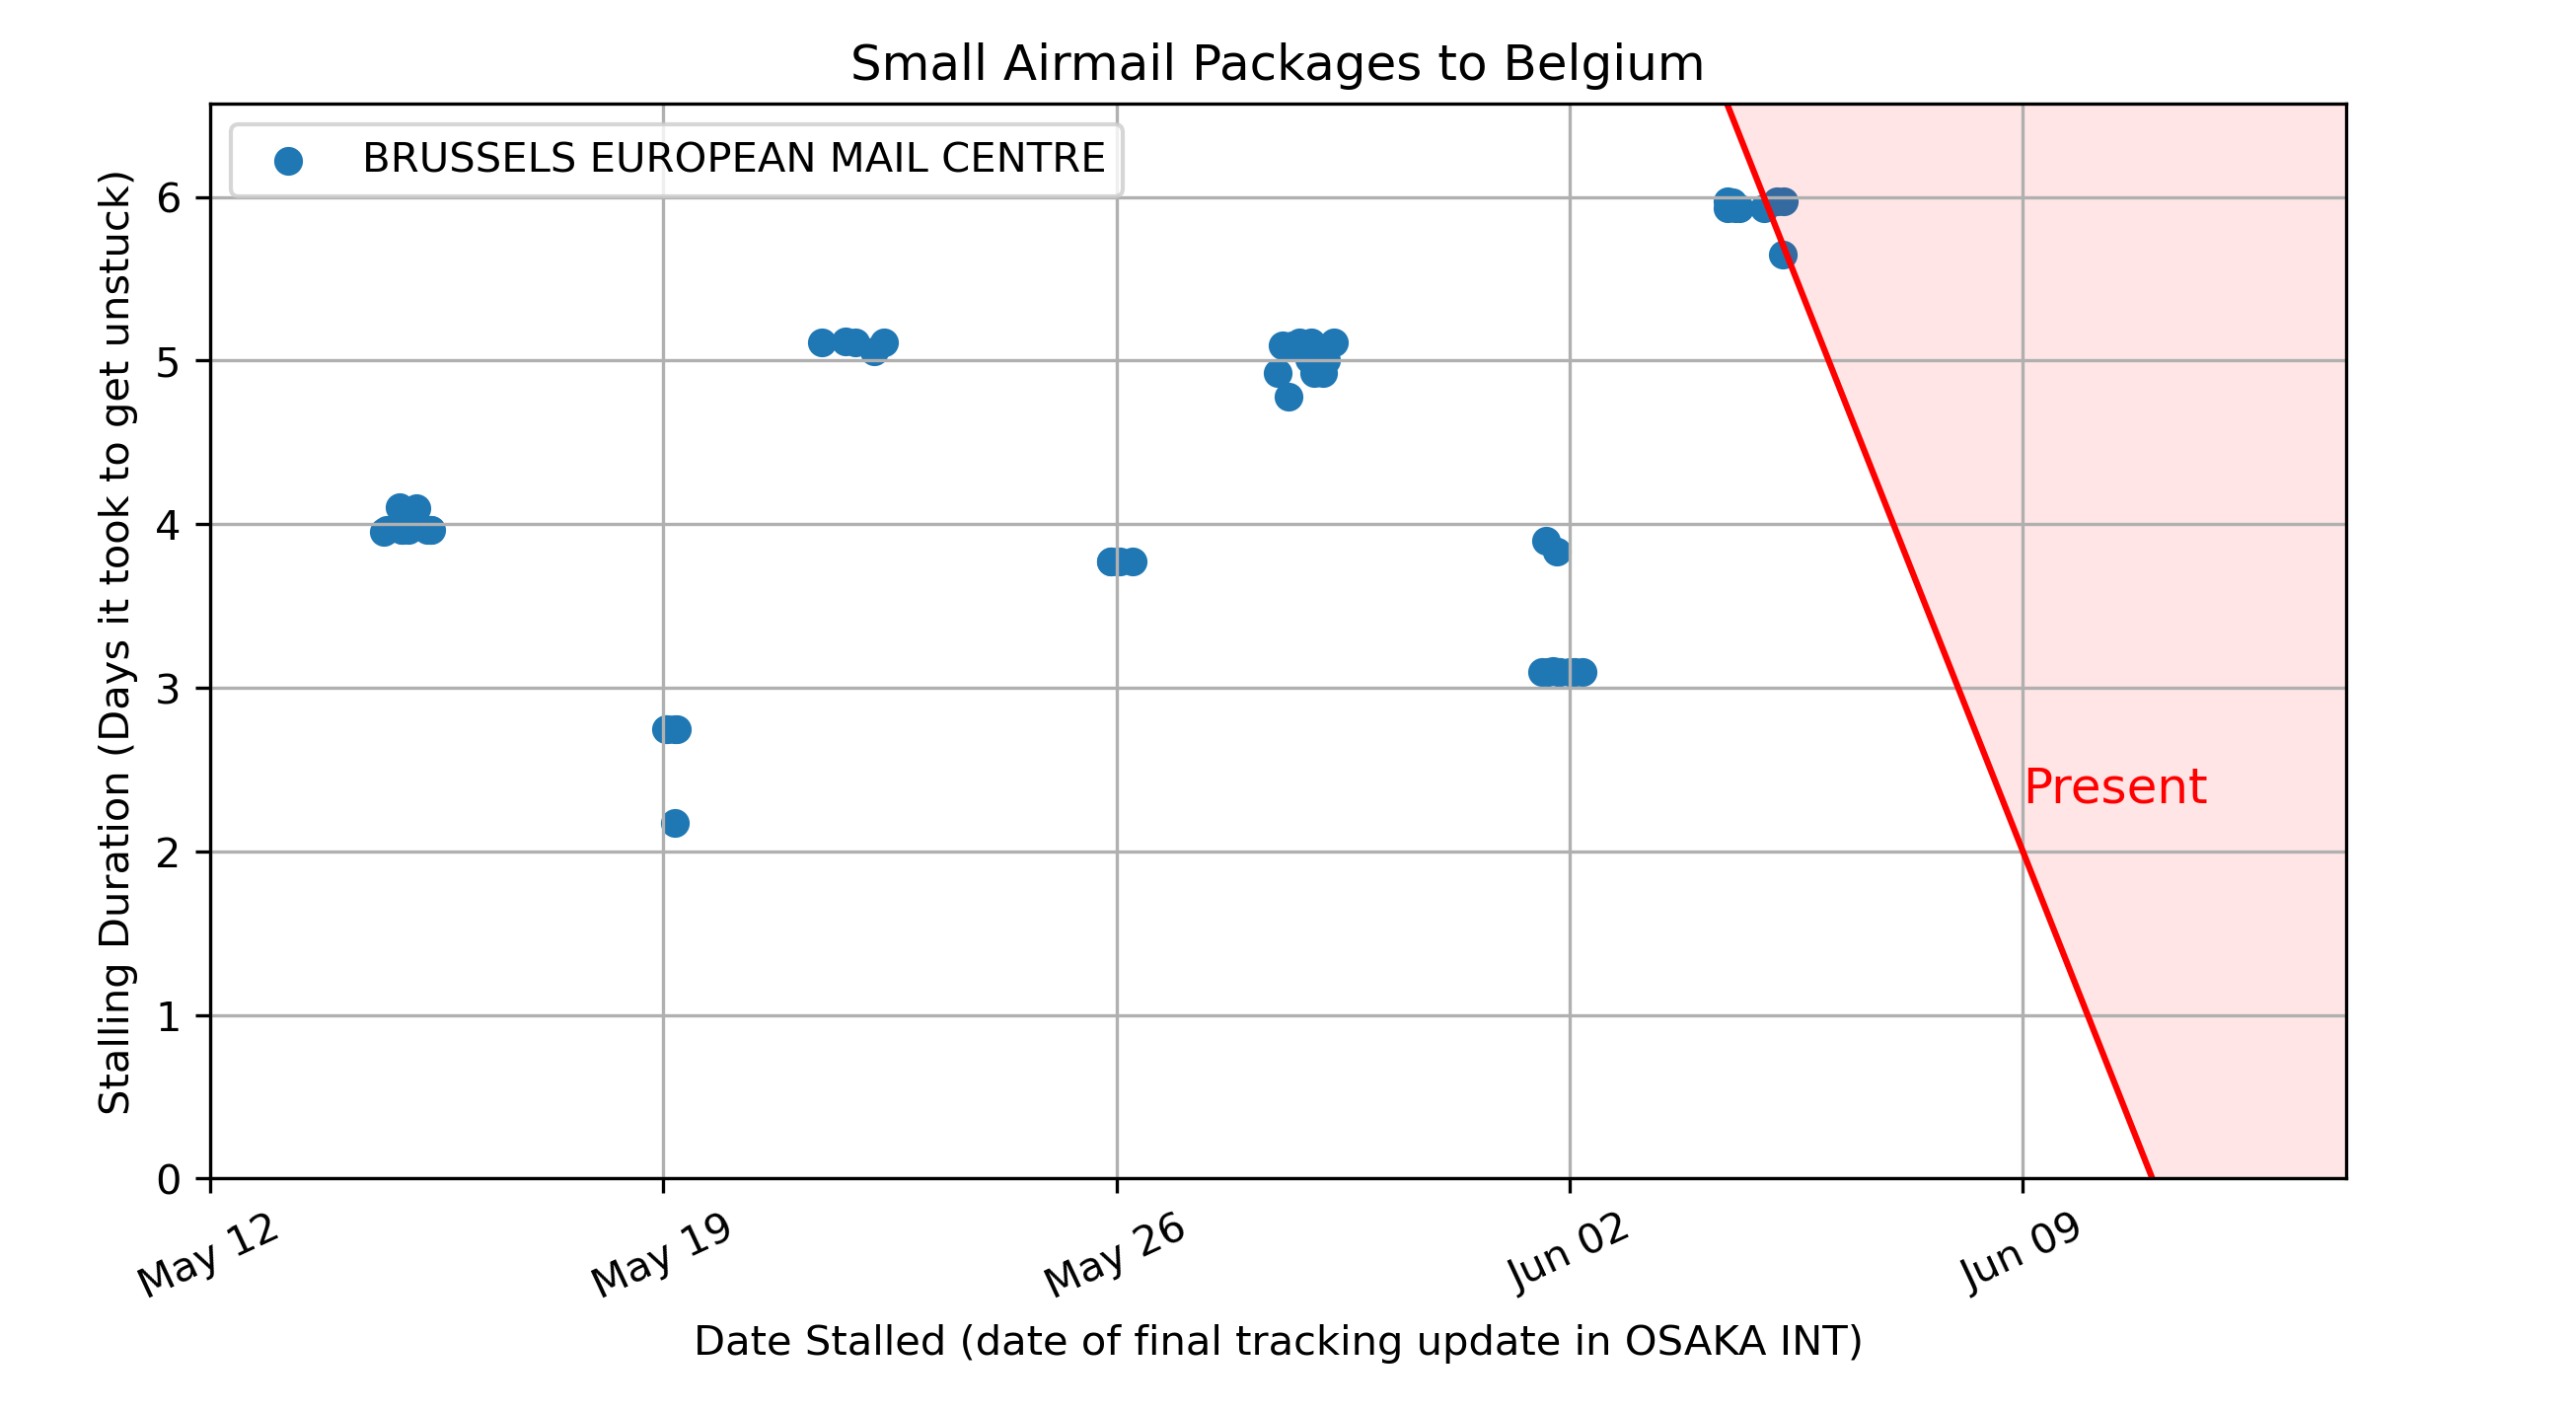 Small Airmail Packages to Belgium
BRUSSELS EUROPEAN MAIL CENTRE
Stalling Duration (Days it took to get unstuck)
6
5
4
3
2
1
0
Present
May 12
May 19
May 26
Jun 02
Jun 09
Date Stalled (date of final tracking update in OSAKA INT)